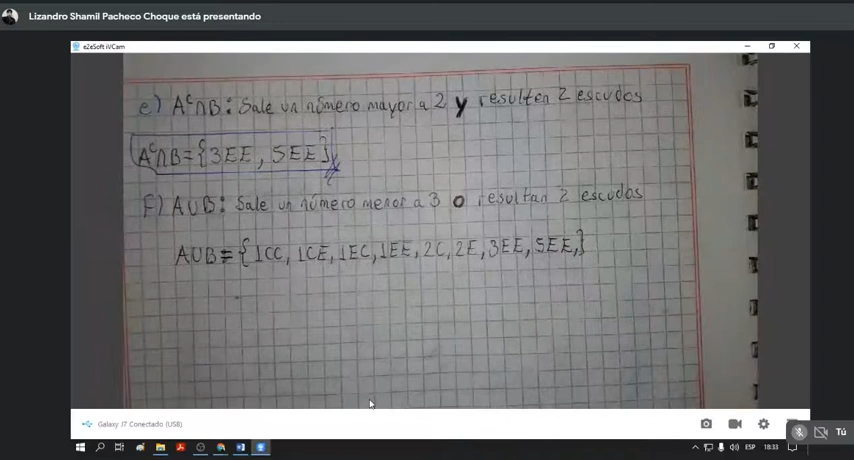 Lizandro Shamil Pacheco Choque está presentando
e2eSoft iVCam
e) Aᶜ∩B: Sale un número mayor a 2 y resulten 2 escudos
Aᶜ∩B={3EE, 5EE}
F) A∪B: Sale un número menor a 3 o resultan 2 escudos
A∪B={1CC, 1CE, 1EC, 1EE, 2C, 2E, 3EE, 5EE,}
Galaxy J7 Conectado (USB)
Tú
ESP
18:33